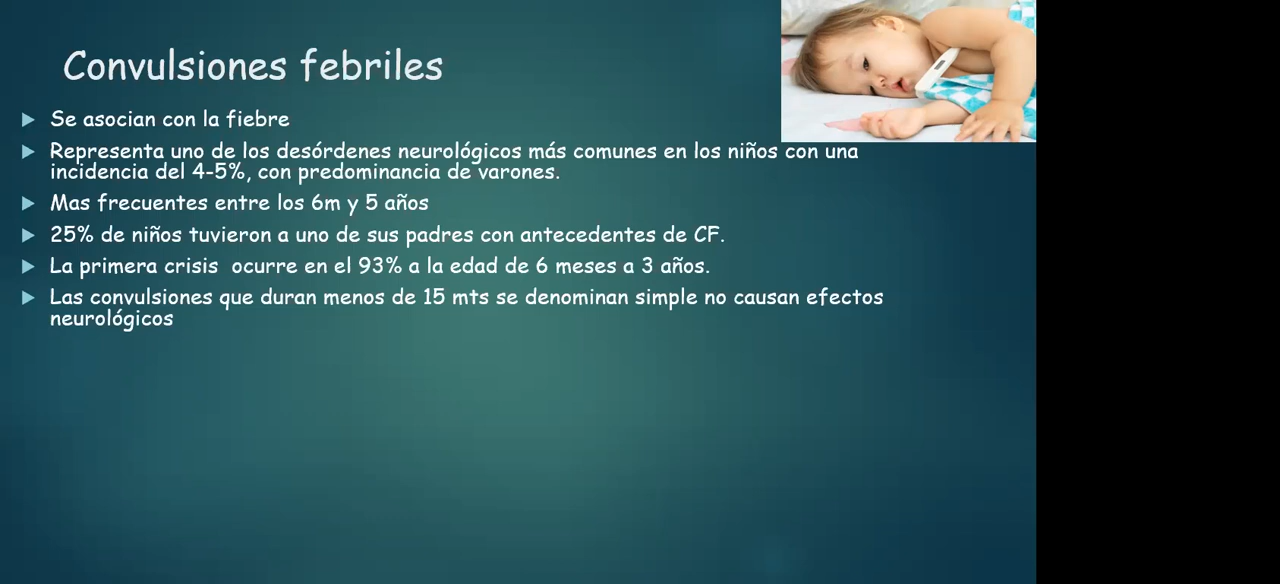 Convulsiones febriles
Se asocian con la fiebre
Representa uno de los desórdenes neurológicos más comunes en los niños con una
incidencia del 4-5%, con predominancia de varones.
Mas frecuentes entre los 6m y 5 años
25% de niños tuvieron a uno de sus padres con antecedentes de CF.
La primera crisis  ocurre en el 93% a la edad de 6 meses a 3 años.
Las convulsiones que duran menos de 15 mts se denominan simple no causan efectos
neurológicos